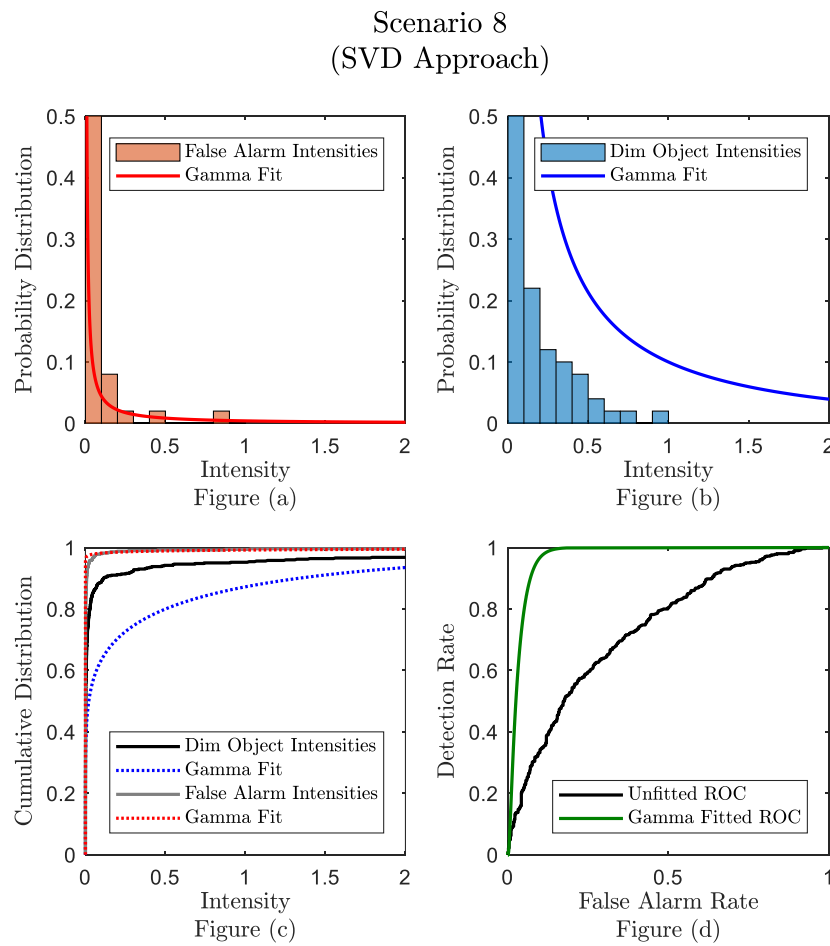 Scenario 8
(SVD Approach)
Probability Distribution
0.5
0.4
0.3
0.2
0.1
0
False Alarm Intensities
Gamma Fit
0 0.5 1 1.5 2
Intensity
Figure (a)
Probability Distribution
0.5
0.4
0.3
0.2
0.1
0
Dim Object Intensities
Gamma Fit
0 0.5 1 1.5 2
Intensity
Figure (b)
Cumulative Distribution
1
0.8
0.6
0.4
0.2
0
Dim Object Intensities
Gamma Fit
False Alarm Intensities
Gamma Fit
0 0.5 1 1.5 2
Intensity
Figure (c)
Detection Rate
1
0.8
0.6
0.4
0.2
0
Unfitted ROC
Gamma Fitted ROC
0 0.5 1
False Alarm Rate
Figure (d)